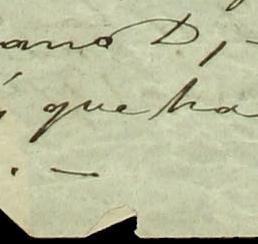 ano D, -
que ha
. —